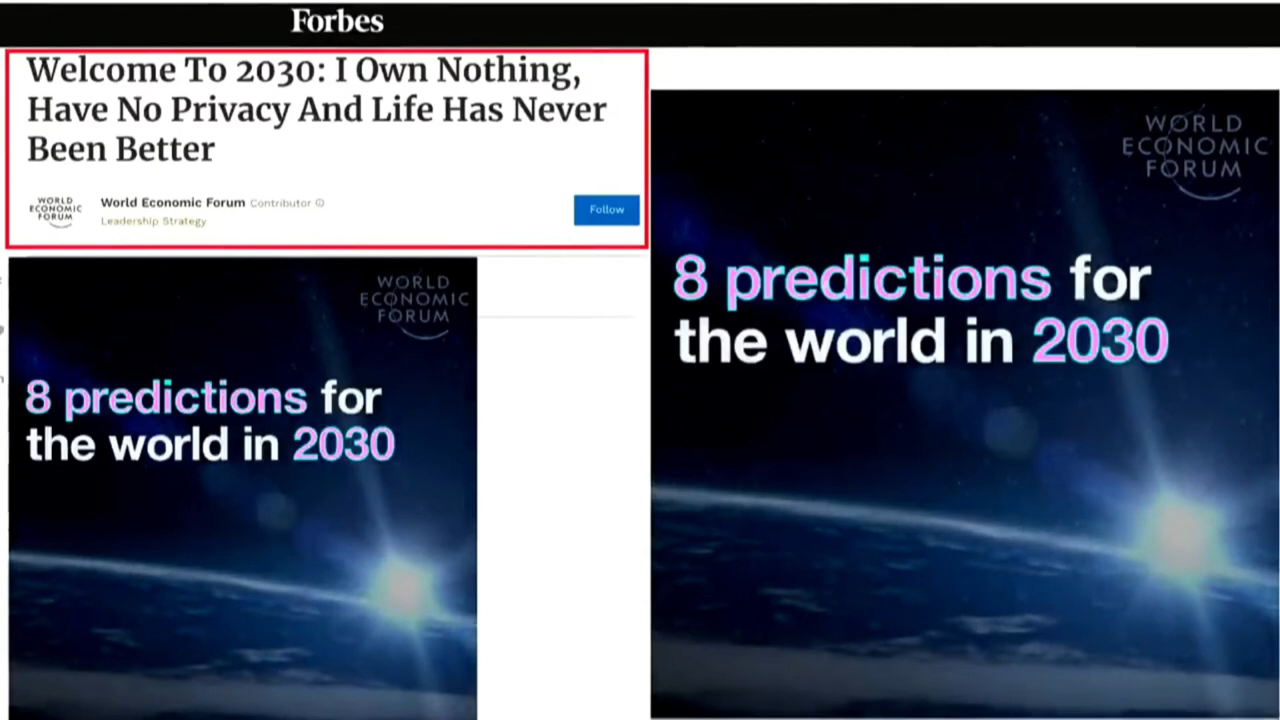 Forbes
Welcome To 2030: I Own Nothing,
Have No Privacy And Life Has Never
Been Better
WORLD
ECONOMIC
FORUM
World Economic Forum Contributor
Leadership Strategy
Follow
WORLD
ECONOMIC
FORUM
8 predictions for
the world in 2030
WORLD
ECONOMIC
FORUM
8 predictions for
the world in 2030